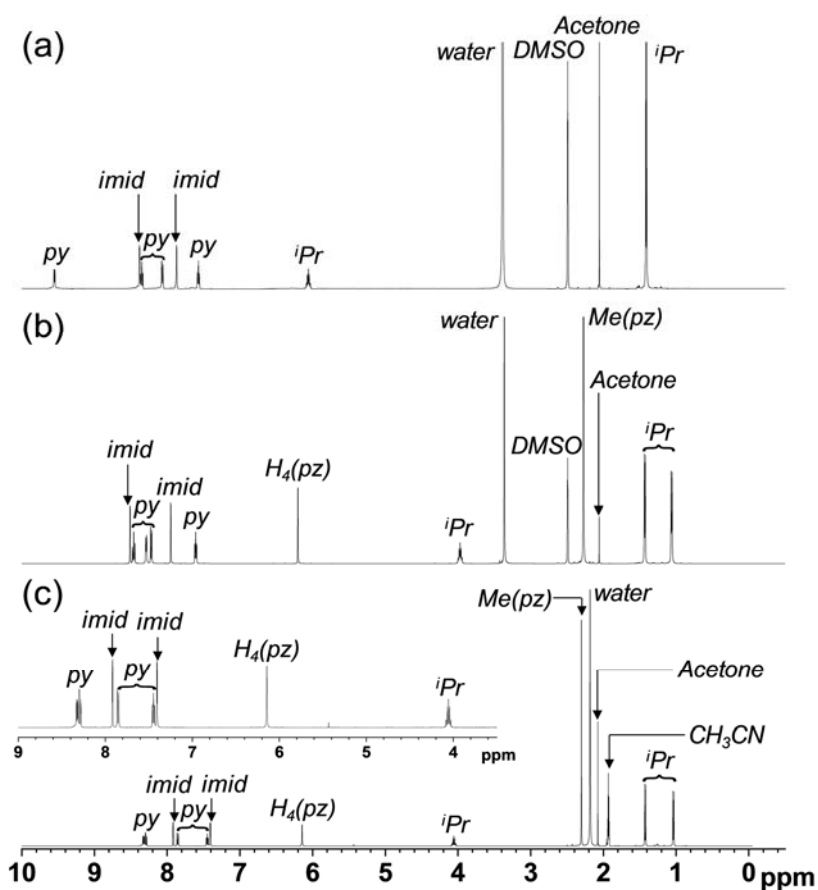 (a)
Acetone
DMSO
water
ⁱPr
imid
imid
py
py
py
ⁱPr
(b)
water
Me(pz)
Acetone
DMSO
ⁱPr
imid
imid
py
py
H₄(pz)
ⁱPr
(c)
Me(pz)
water
Acetone
CH₃CN
ⁱPr
imid
imid
py
py
H₄(pz)
ⁱPr
9 8 7 6 5 4 ppm
imid
imid
py
py
H₄(pz)
ⁱPr
10 9 8 7 6 5 4 3 2 1 0 ppm